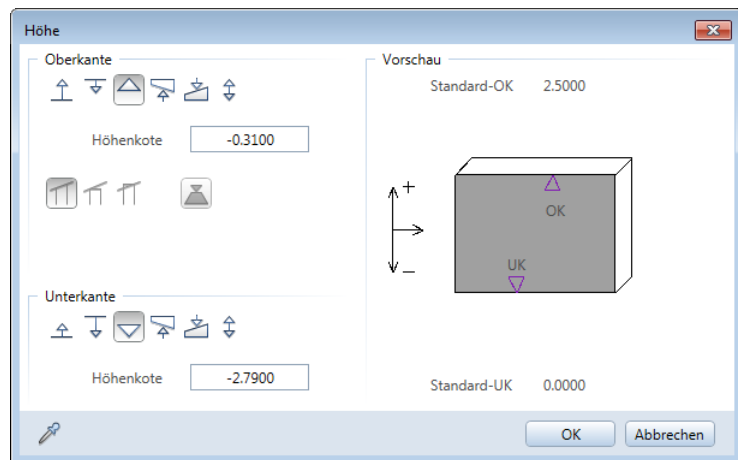 Höhe
Oberkante
Höhenkote -0.3100
Unterkante
Höhenkote -2.7900
Vorschau
Standard-OK 2.5000
+
OK
UK
–
Standard-UK 0.0000
OK Abbrechen